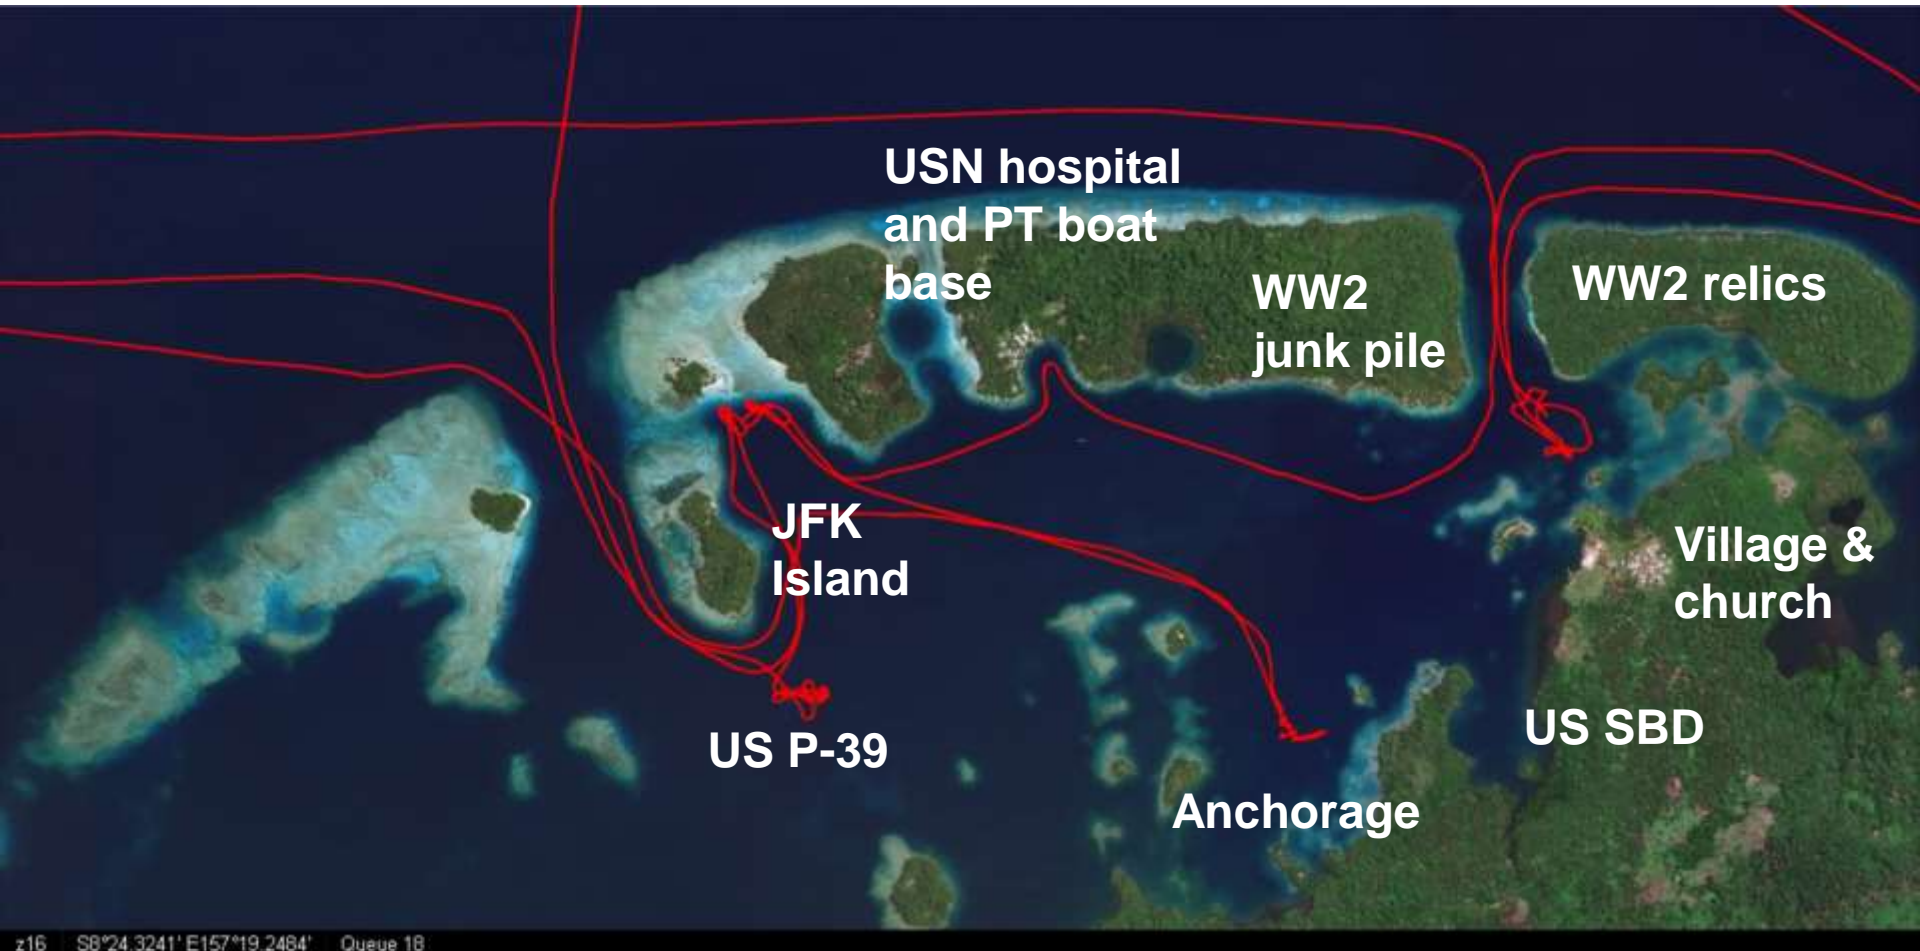 USN hospital
and PT boat
base
WW2
junk pile
WW2 relics
JFK
Island
Village &
church
US P-39
US SBD
Anchorage
z16 S8°24.3241' E157°19.2484' Queue 18